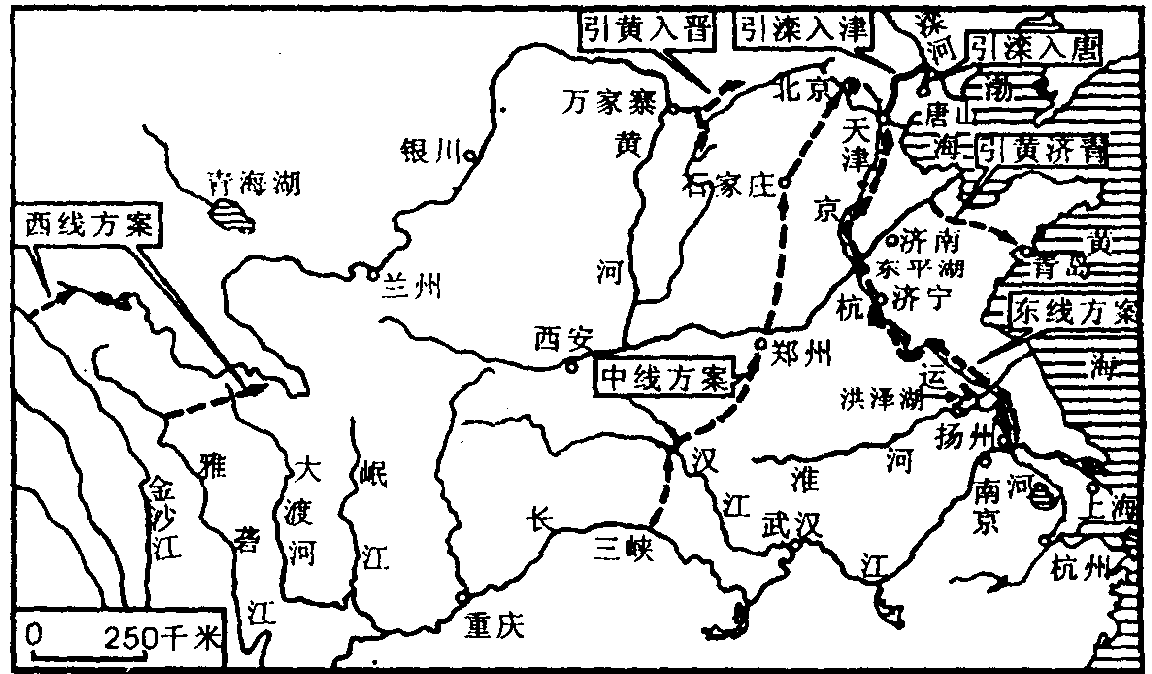 引黄入晋
引滦入津
滦河
引滦入唐
渤海
万家寨
北京
唐山
银川
黄河
天津
引黄济青
青海湖
石家庄
京杭运河
西线方案
济南
黄海
青岛
东平湖
兰州
济宁
东线方案
西安
郑州
中线方案
洪泽湖
扬州
汉江
淮河
雅砻江
大渡河
岷江
金沙江
南京
上海
长江
三峡
武汉
杭州
重庆
0 250千米